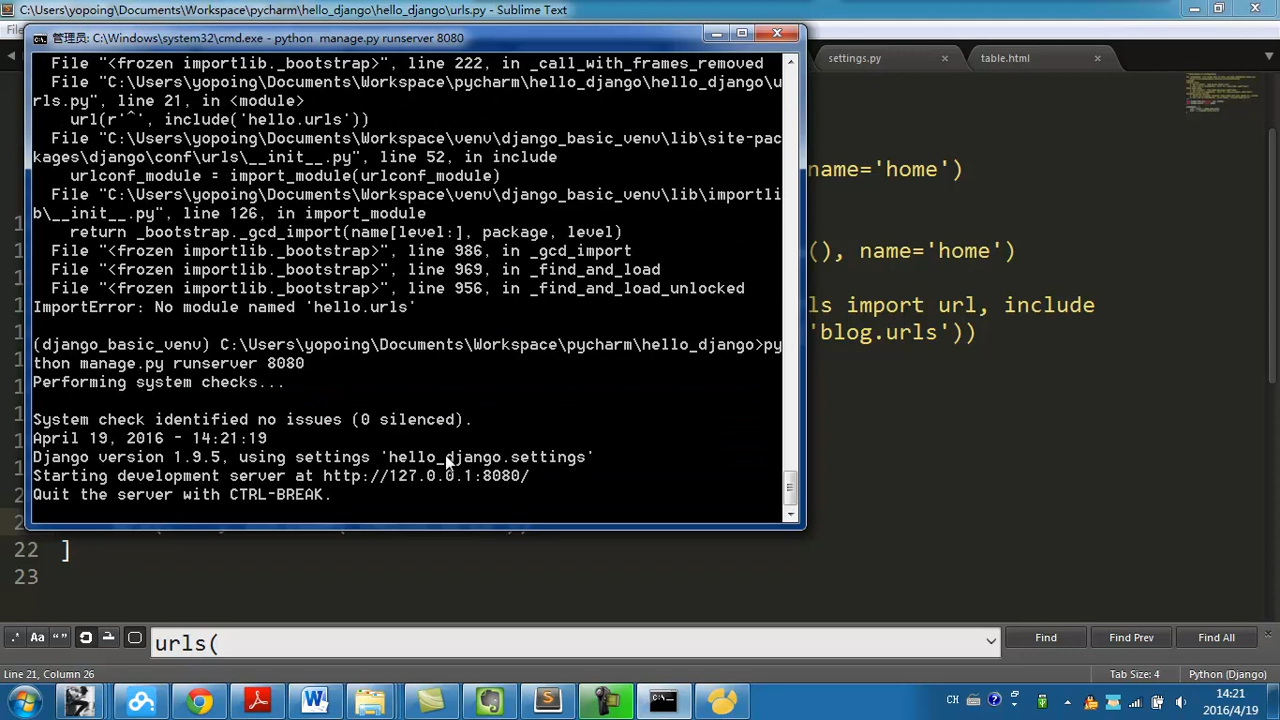 C:\Users\yopoing\Documents\Workspace\pycharm\hello_django\hello_django\urls.py - Sublime Text
管理员: C:\Windows\system32\cmd.exe - python  manage.py runserver 8080
settings.py
table.html
File "<frozen importlib._bootstrap>", line 222, in _call_with_frames_removed
File "C:\Users\yopoing\Documents\Workspace\pycharm\hello_django\hello_django\u
rls.py", line 21, in <module>
url(r'^', include('hello.urls'))
File "C:\Users\yopoing\Documents\Workspace\venv\django_basic_venv\lib\site-pac
kages\django\conf\urls\__init__.py", line 52, in include
urlconf_module = import_module(urlconf_module)
File "C:\Users\yopoing\Documents\Workspace\venv\django_basic_venv\lib\importli
b\__init__.py", line 126, in import_module
return _bootstrap._gcd_import(name[level:], package, level)
File "<frozen importlib._bootstrap>", line 986, in _gcd_import
File "<frozen importlib._bootstrap>", line 969, in _find_and_load
File "<frozen importlib._bootstrap>", line 956, in _find_and_load_unlocked
ImportError: No module named 'hello.urls'
(django_basic_venv) C:\Users\yopoing\Documents\Workspace\pycharm\hello_django>py
thon manage.py runserver 8080
Performing system checks...
System check identified no issues (0 silenced).
April 19, 2016 - 14:21:19
Django version 1.9.5, using settings 'hello_django.settings'
Starting development server at http://127.0.0.1:8080/
Quit the server with CTRL-BREAK.
name='home')
(), name='home')
ls import url, include
'blog.urls'))
22 ]
23
.* Aa “ ” urls( Find Find Prev Find All
Line 21, Column 26 Tab Size: 4 Python (Django)
CH 14:21
2016/4/19